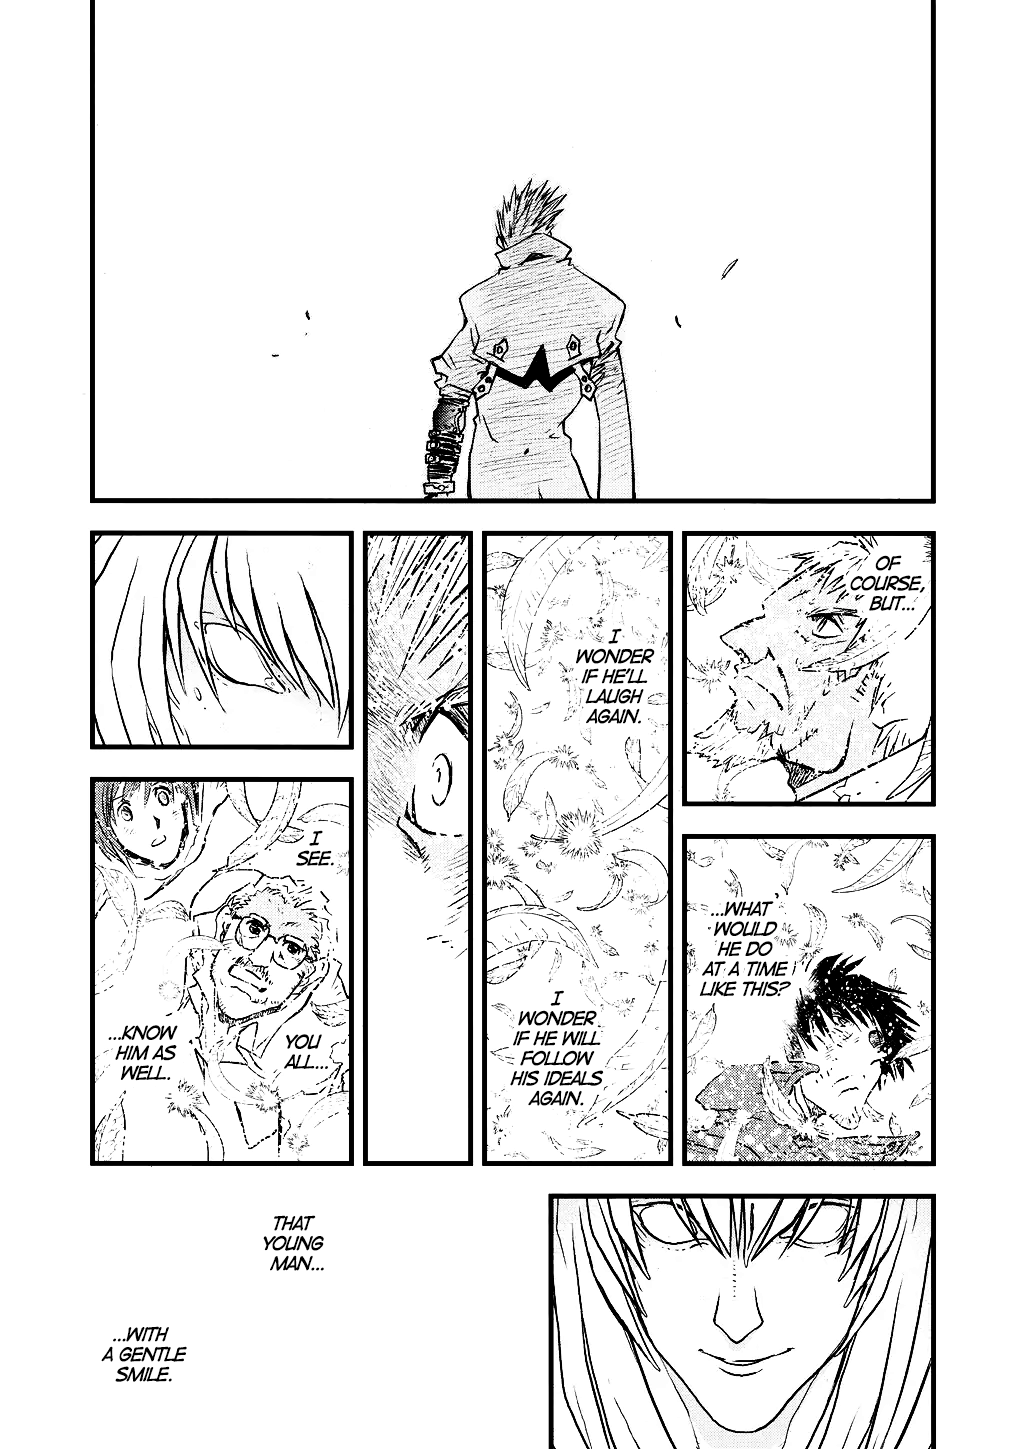 OF
COURSE,
BUT...
...WHAT
WOULD
HE DO
AT A TIME
LIKE THIS?
I
WONDER
IF HE'LL
LAUGH
AGAIN.
I
WONDER
IF HE WILL
FOLLOW
HIS IDEALS
AGAIN.
I
SEE.
YOU
ALL...
...KNOW
HIM AS
WELL.
THAT
YOUNG
MAN...
...WITH
A GENTLE
SMILE.